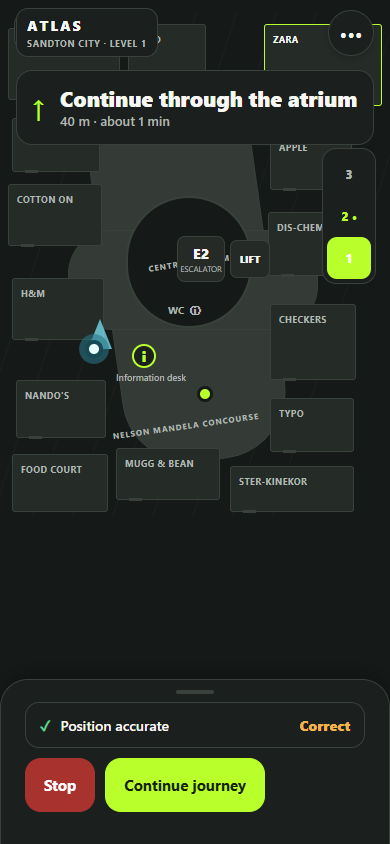 ATLAS
SANDTON CITY · LEVEL 1
•••
ZARA
↑ Continue through the atrium
40 m · about 1 min
APPLE
3
2 •
1
COTTON ON
DIS-CHEM
E2
ESCALATOR
LIFT
WC
H&M
CHECKERS
i
Information desk
NANDO'S
TYPO
NELSON MANDELA CONCOURSE
MUGG & BEAN
FOOD COURT
STER-KINEKOR
✓ Position accurate
Correct
Stop
Continue journey